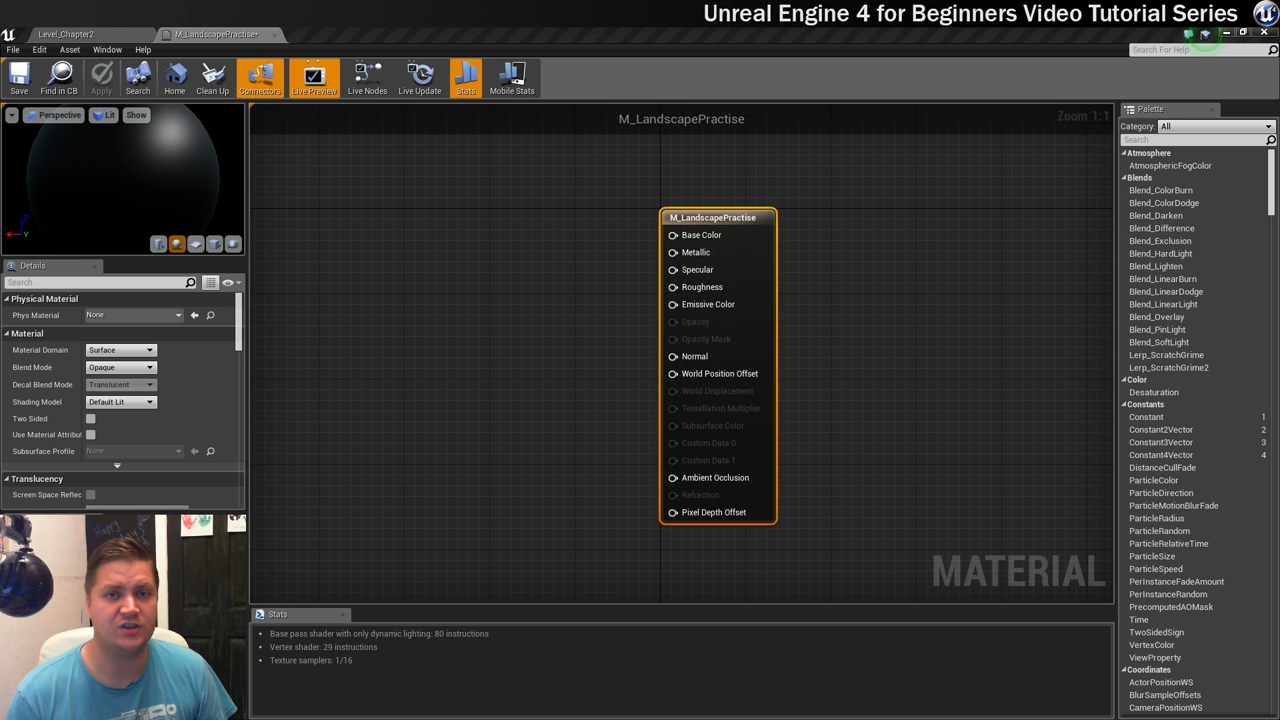 Unreal Engine 4 for Beginners Video Tutorial Series
Level_Chapter2
M_LandscapePractise*
File Edit Asset Window Help
Search For Help
Save Find in CB Apply Search Home Clean Up Connectors Live Preview Live Nodes Live Update Stats Mobile Stats
Perspective Lit Show
M_LandscapePractise
Zoom 1:1
Palette
Category: All
Search
Atmosphere
AtmosphericFogColor
Blends
Blend_ColorBurn
Blend_ColorDodge
Blend_Darken
Blend_Difference
Blend_Exclusion
Blend_HardLight
Blend_Lighten
Blend_LinearBurn
Blend_LinearDodge
Blend_LinearLight
Blend_Overlay
Blend_PinLight
Blend_SoftLight
Lerp_ScratchGrime
Lerp_ScratchGrime2
Color
Desaturation
Constants
Constant 1
Constant2Vector 2
Constant3Vector 3
Constant4Vector 4
DistanceCullFade
ParticleColor
ParticleDirection
ParticleMotionBlurFade
ParticleRadius
ParticleRandom
ParticleRelativeTime
ParticleSize
ParticleSpeed
PerInstanceFadeAmount
PerInstanceRandom
PrecomputedAOMask
Time
TwoSidedSign
VertexColor
ViewProperty
Coordinates
ActorPositionWS
BlurSampleOffsets
CameraPositionWS
M_LandscapePractise
Base Color
Metallic
Specular
Roughness
Emissive Color
Opacity
Opacity Mask
Normal
World Position Offset
World Displacement
Tessellation Multiplier
Subsurface Color
Custom Data 0
Custom Data 1
Ambient Occlusion
Refraction
Pixel Depth Offset
MATERIAL
Details
Search
Physical Material
Phys Material None
Material
Material Domain Surface
Blend Mode Opaque
Decal Blend Mode Translucent
Shading Model Default Lit
Two Sided
Use Material Attribut
Subsurface Profile None
Translucency
Screen Space Reflec
Stats
Base pass shader with only dynamic lighting: 80 instructions
Vertex shader: 29 instructions
Texture samplers: 1/16